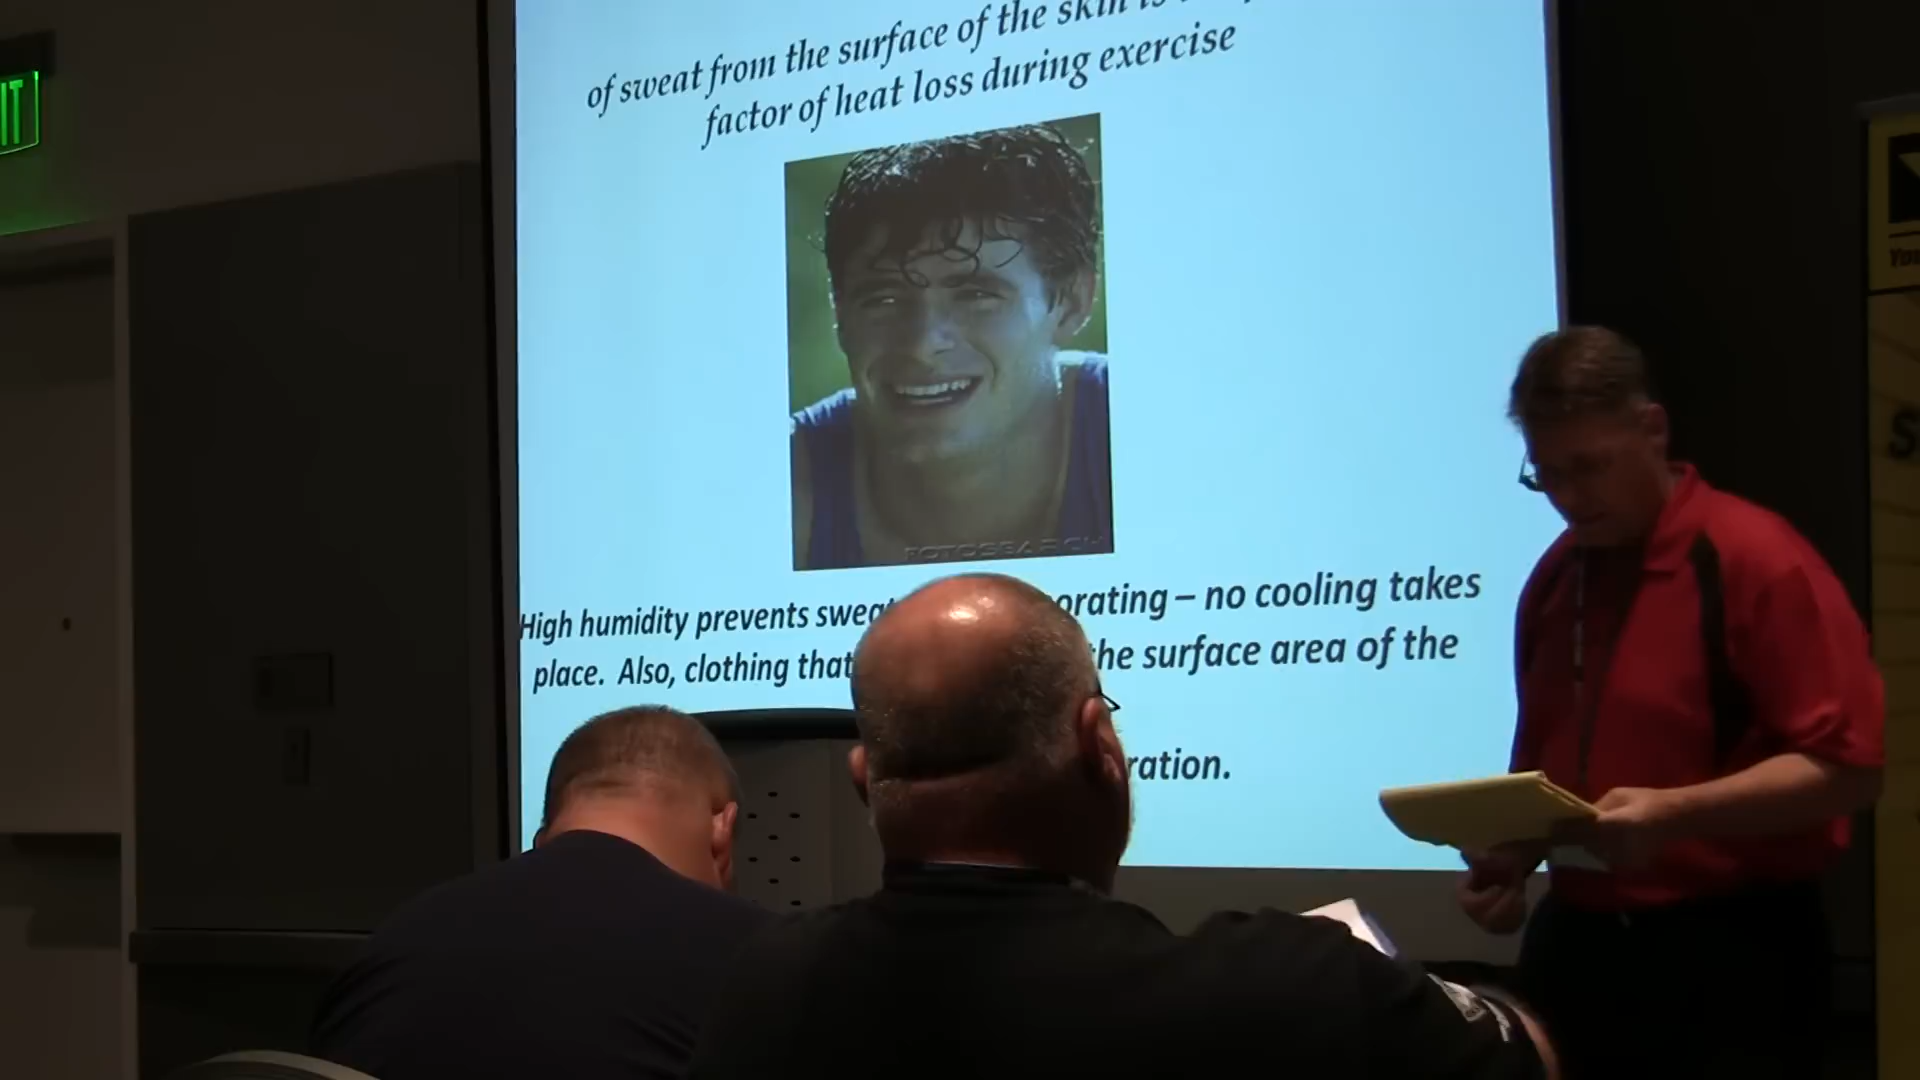 of sweat from the surface of the skin is
factor of heat loss during exercise
FOTOSEARCH
High humidity prevents sweat orating – no cooling takes
place. Also, clothing that the surface area of the
ration.
IT